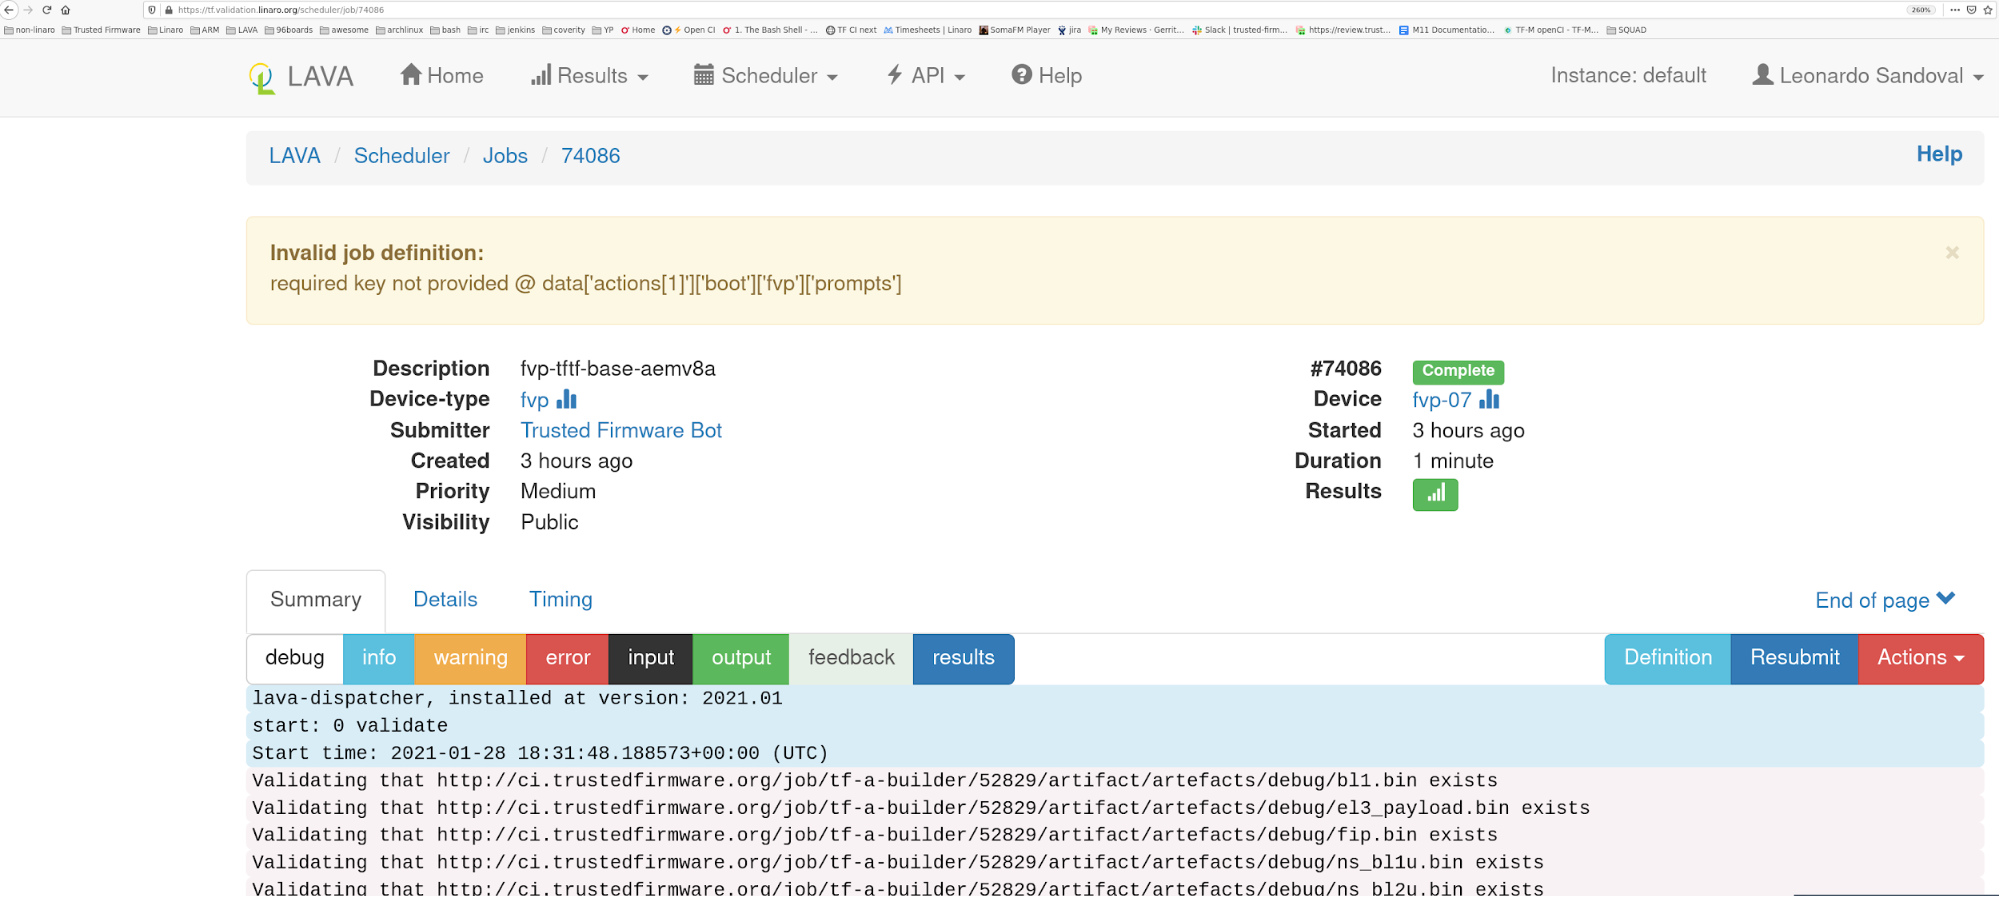 https://tf.validation.linaro.org/scheduler/job/74086
260%
non-linaro Trusted Firmware Linaro ARM LAVA 96boards awesome archlinux bash irc jenkins coverity YP Home Open CI 1. The Bash Shell - ... TF CI next Timesheets | Linaro SomaFM Player jira My Reviews · Gerrit... Slack | trusted-firm... https://review.trust... M11 Documentatio... TF-M openCI - TF-M... SQUAD
LAVA Home Results Scheduler API Help Instance: default Leonardo Sandoval
LAVA / Scheduler / Jobs / 74086 Help
Invalid job definition: ×
required key not provided @ data['actions[1]']['boot']['fvp']['prompts']
Description fvp-tftf-base-aemv8a #74086 Complete
Device-type fvp Device fvp-07
Submitter Trusted Firmware Bot Started 3 hours ago
Created 3 hours ago Duration 1 minute
Priority Medium Results
Visibility Public
Summary Details Timing End of page
debug info warning error input output feedback results Definition Resubmit Actions
lava-dispatcher, installed at version: 2021.01
start: 0 validate
Start time: 2021-01-28 18:31:48.188573+00:00 (UTC)
Validating that http://ci.trustedfirmware.org/job/tf-a-builder/52829/artifact/artefacts/debug/bl1.bin exists
Validating that http://ci.trustedfirmware.org/job/tf-a-builder/52829/artifact/artefacts/debug/el3_payload.bin exists
Validating that http://ci.trustedfirmware.org/job/tf-a-builder/52829/artifact/artefacts/debug/fip.bin exists
Validating that http://ci.trustedfirmware.org/job/tf-a-builder/52829/artifact/artefacts/debug/ns_bl1u.bin exists
Validating that http://ci.trustedfirmware.org/job/tf-a-builder/52829/artifact/artefacts/debug/ns_bl2u.bin exists